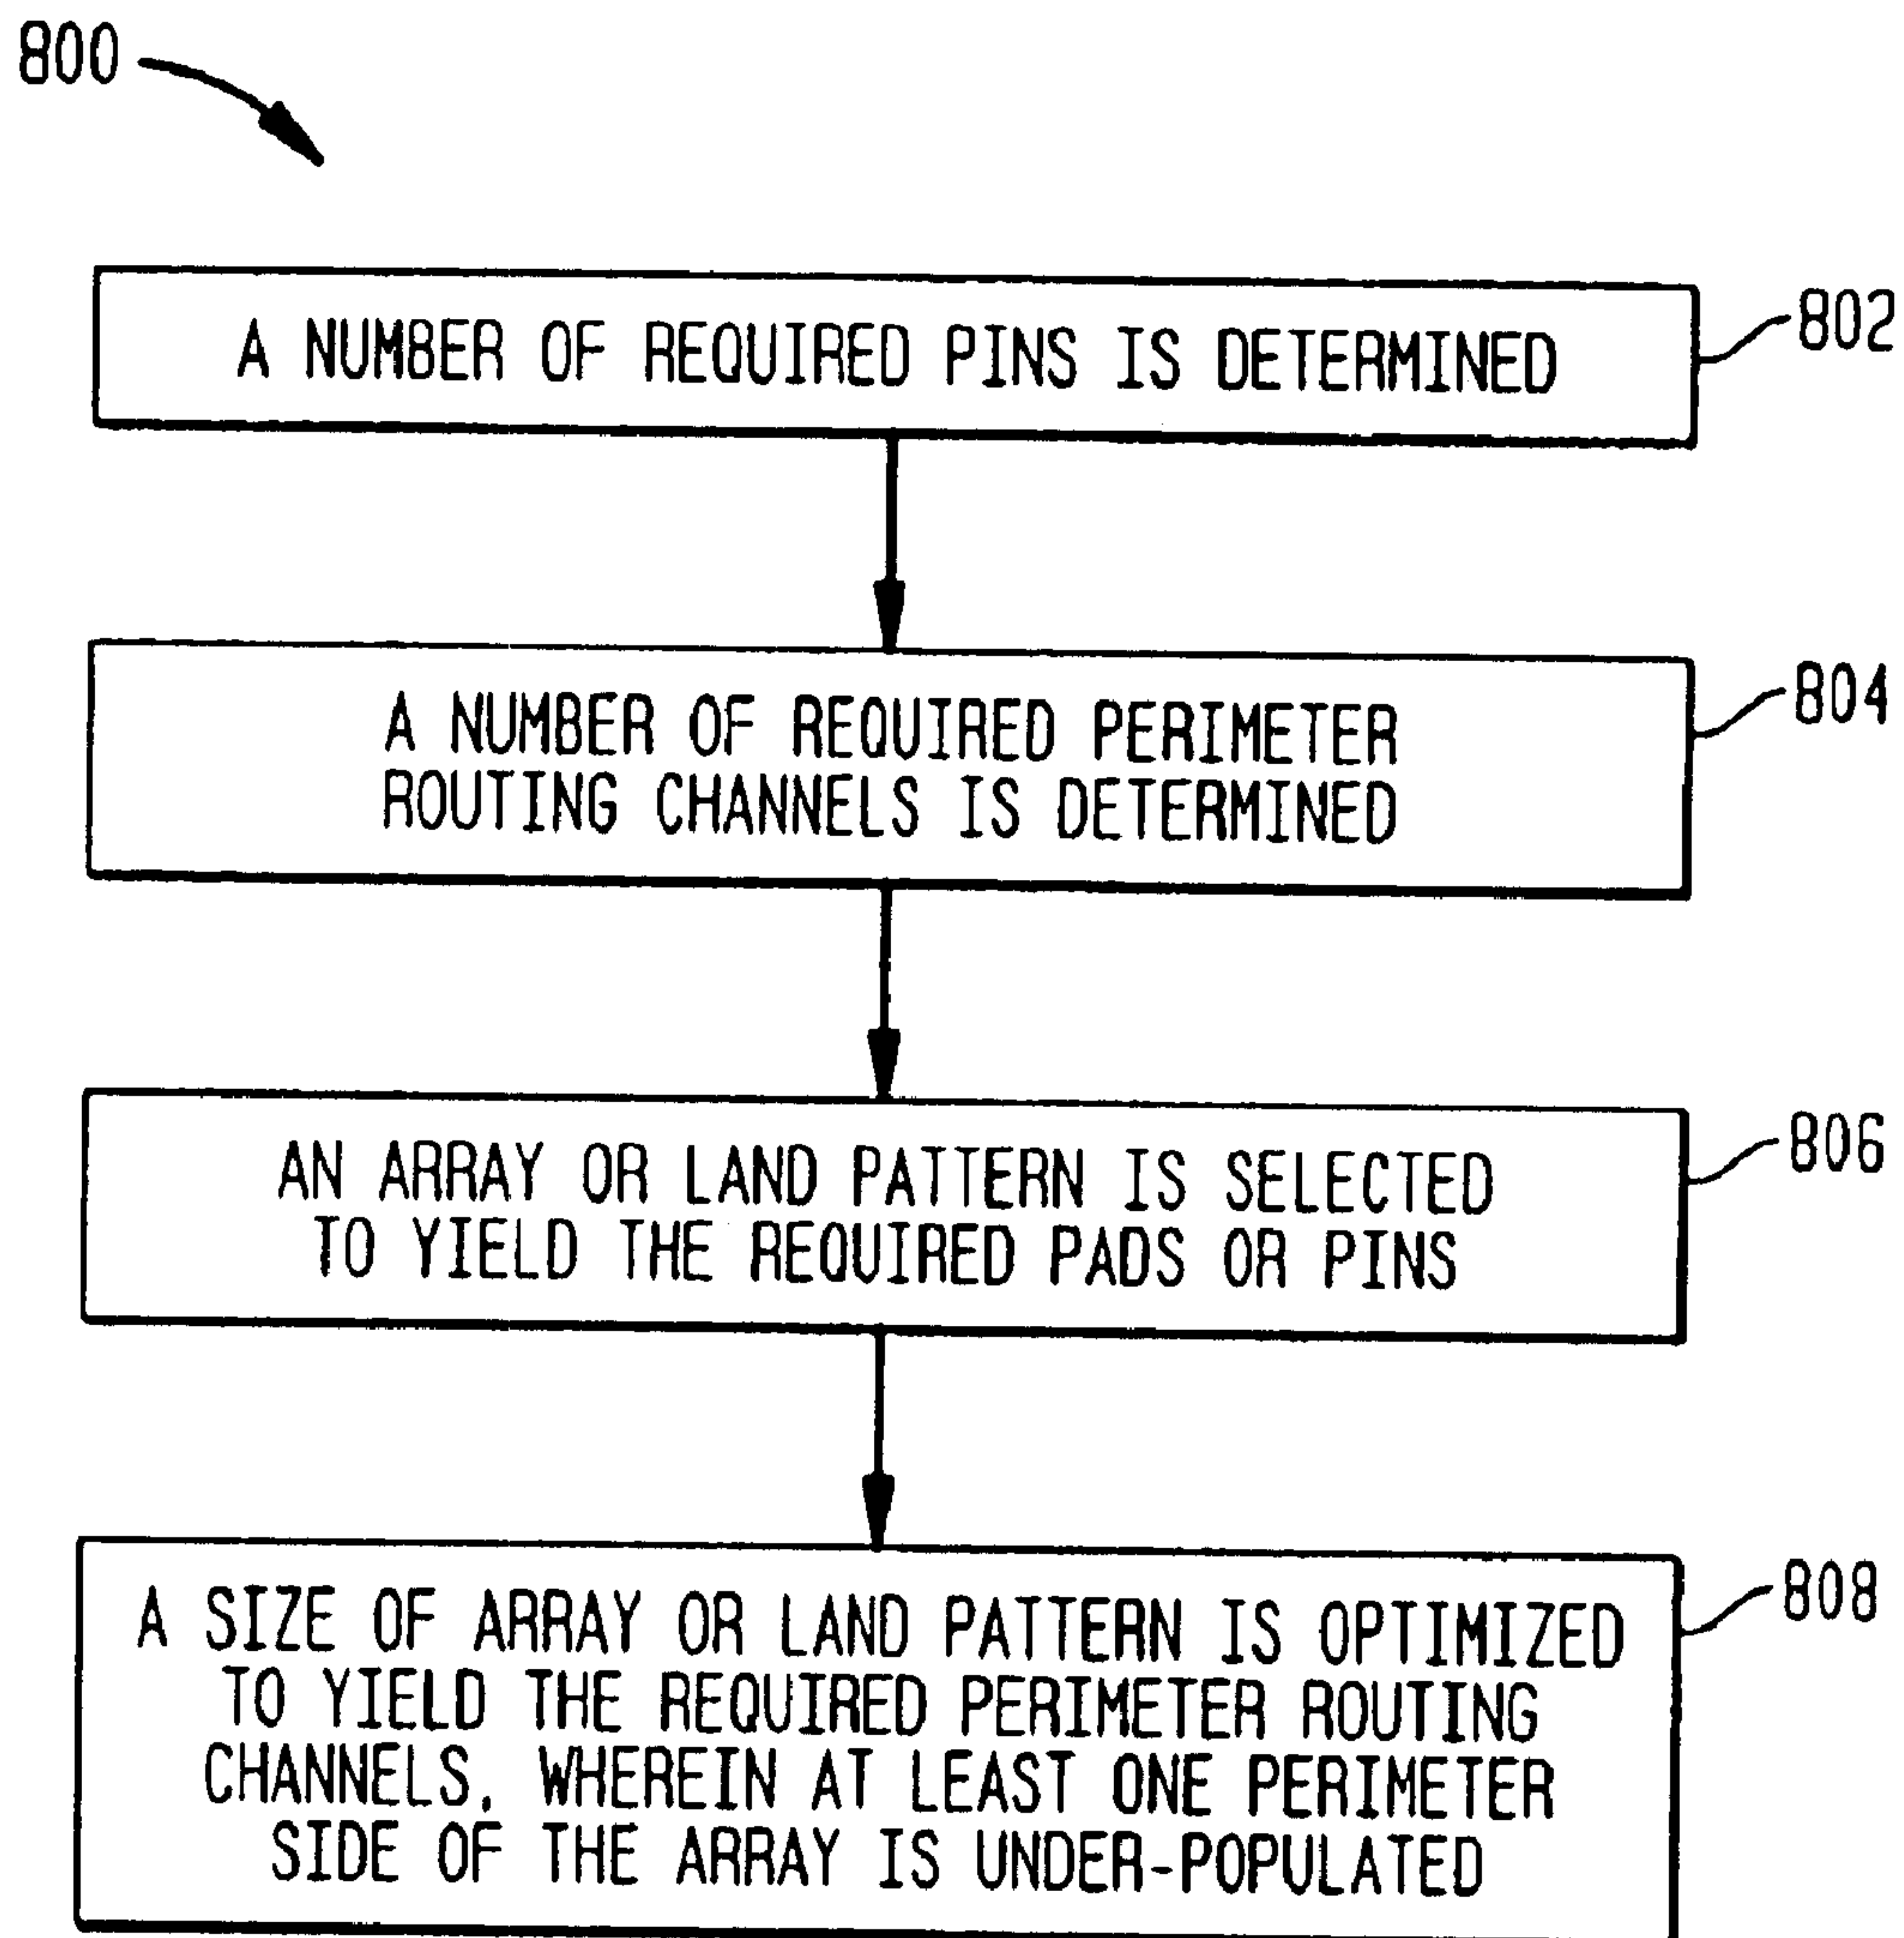 800
A NUMBER OF REQUIRED PINS IS DETERMINED
802
A NUMBER OF REQUIRED PERIMETER
ROUTING CHANNELS IS DETERMINED
804
AN ARRAY OR LAND PATTERN IS SELECTED
TO YIELD THE REQUIRED PADS OR PINS
806
A SIZE OF ARRAY OR LAND PATTERN IS OPTIMIZED
TO YIELD THE REQUIRED PERIMETER ROUTING
CHANNELS, WHEREIN AT LEAST ONE PERIMETER
SIDE OF THE ARRAY IS UNDER-POPULATED
808